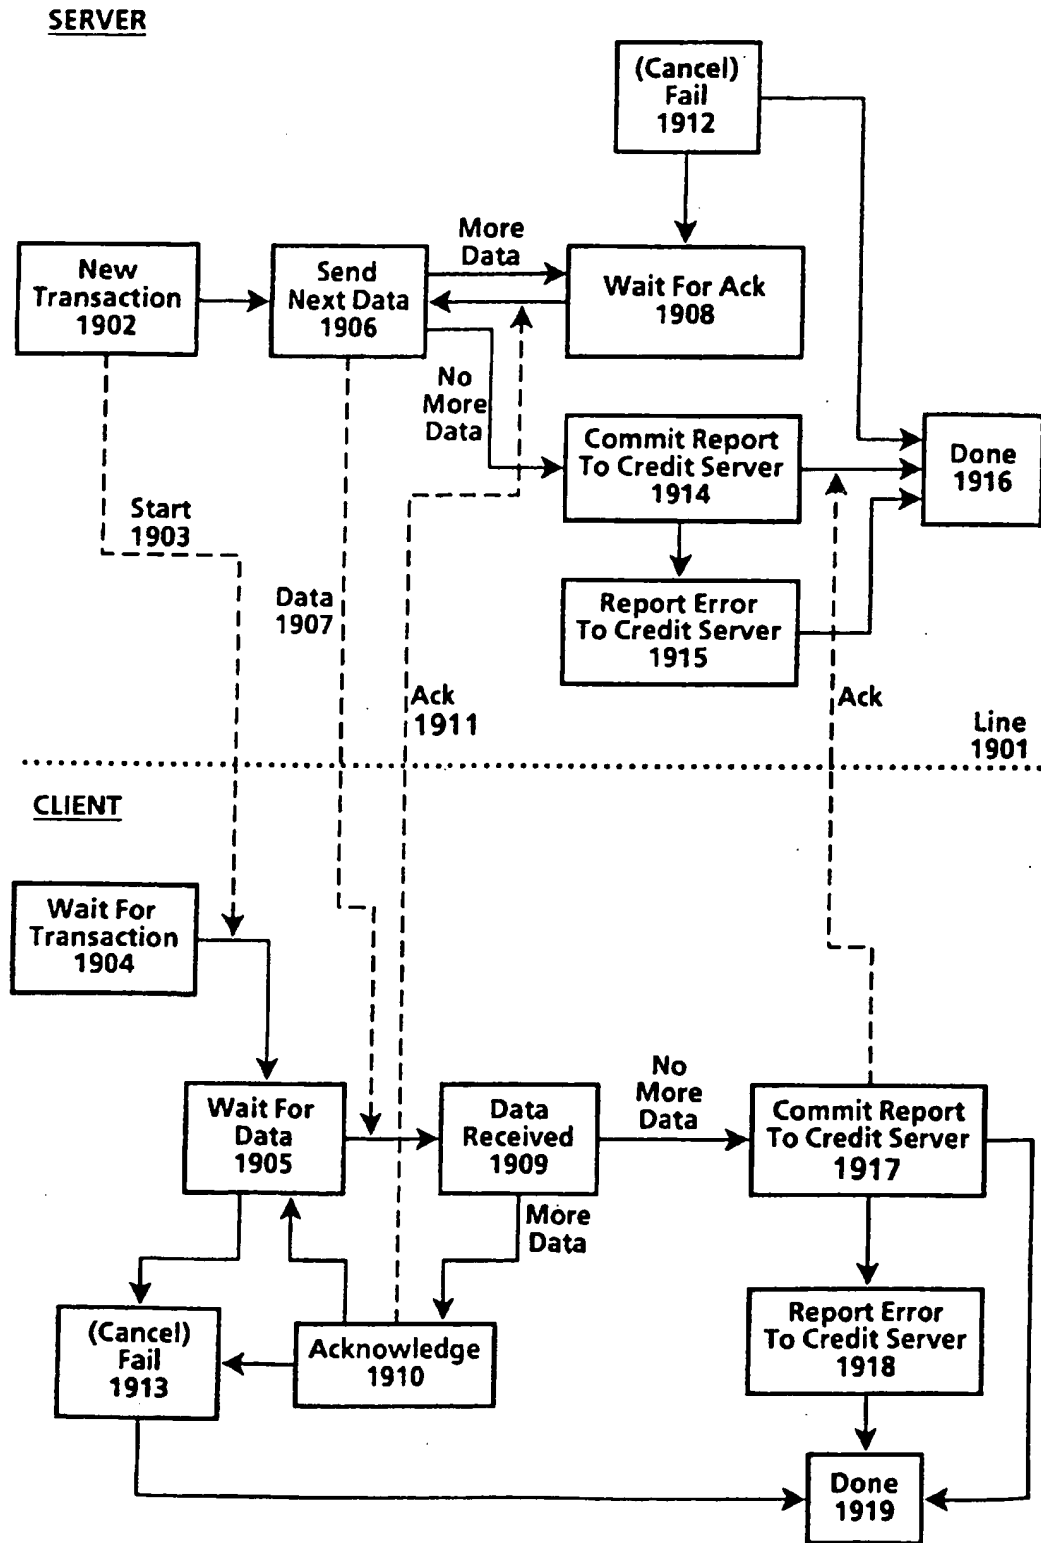 SERVER
(Cancel)
Fail
1912
New
Transaction
1902
Send
Next Data
1906
More
Data
Wait For Ack
1908
No
More
Data
Commit Report
To Credit Server
1914
Done
1916
Start
1903
Data
1907
Report Error
To Credit Server
1915
Ack
1911
Ack
Line
1901
CLIENT
Wait For
Transaction
1904
Wait For
Data
1905
Data
Received
1909
No
More
Data
Commit Report
To Credit Server
1917
More
Data
(Cancel)
Fail
1913
Acknowledge
1910
Report Error
To Credit Server
1918
Done
1919